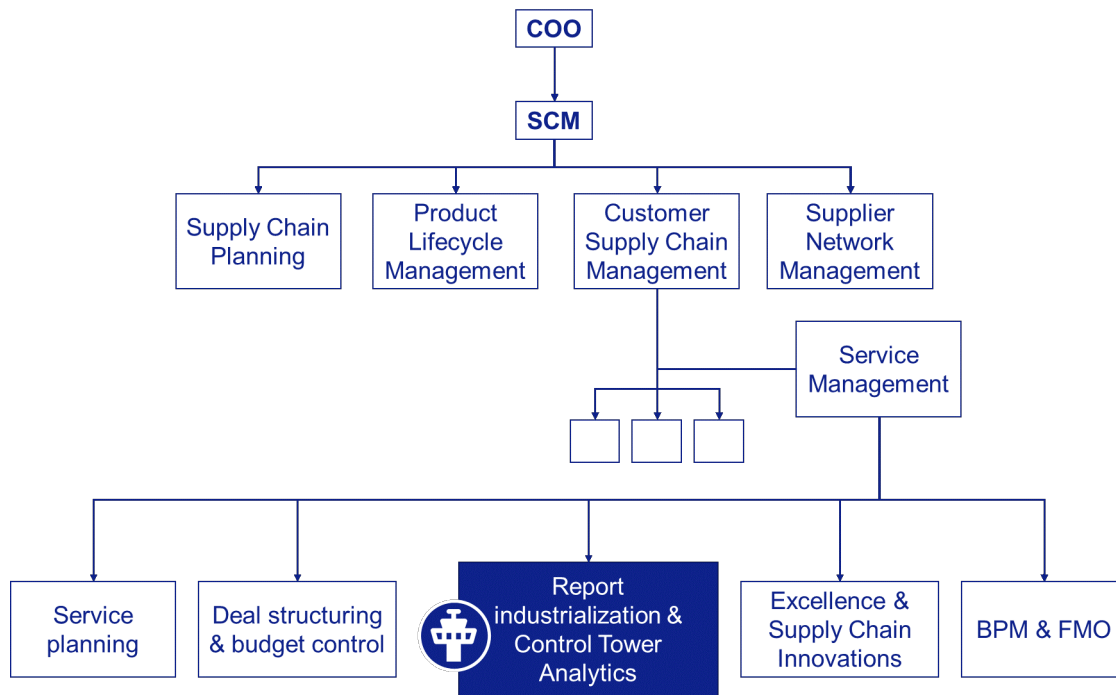 COO
SCM
Supply Chain
Planning
Product
Lifecycle
Management
Customer
Supply Chain
Management
Supplier
Network
Management
Service
Management
Service
planning
Deal structuring
& budget control
Report
industrialization &
Control Tower
Analytics
Excellence &
Supply Chain
Innovations
BPM & FMO